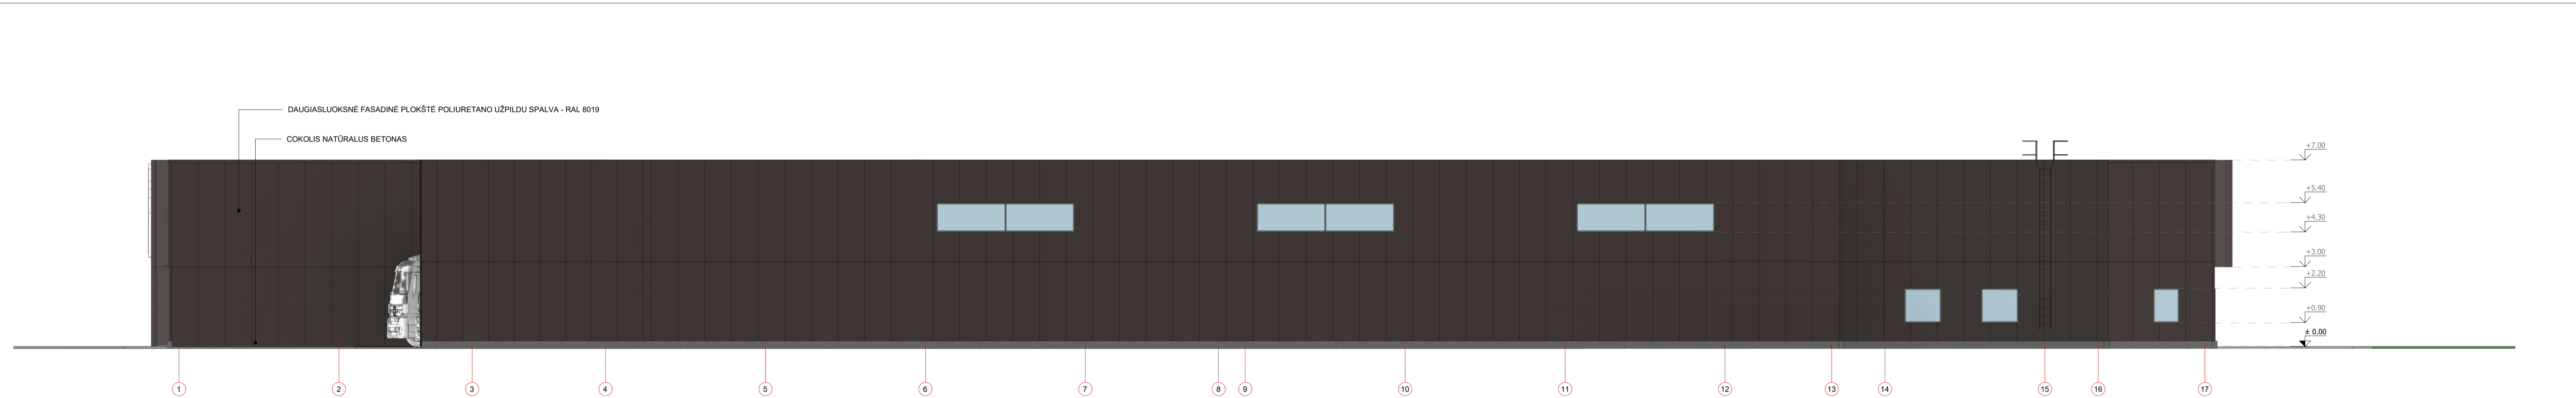 DAUGIASLUOKSNĖ FASADINĖ PLOKŠTĖ POLIURETANO UŽPILDU SPALVA - RAL 8019
COKOLIS NATŪRALUS BETONAS
+7.00
+5.40
+4.30
+3.00
+2.20
+0.90
± 0.00
1 2 3 4 5 6 7 8 9 10 11 12 13 14 15 16 17